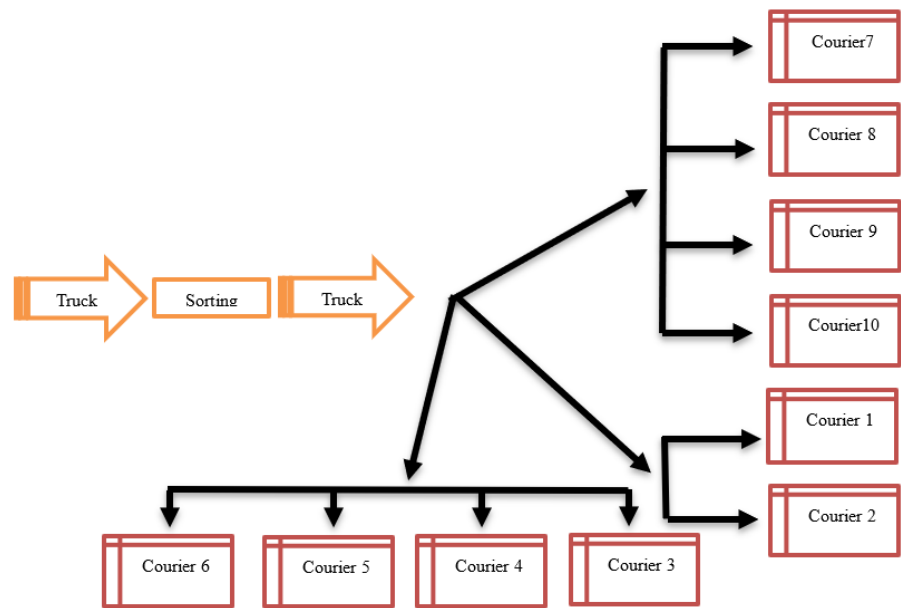 Courier7
Courier 8
Courier 9
Truck
Sorting
Truck
Courier10
Courier 1
Courier 2
Courier 6
Courier 5
Courier 4
Courier 3